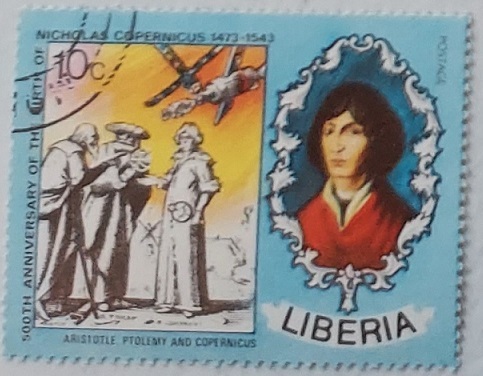 NICHOLAS COPERNICUS 1473-1543
10c
POSTAGE
500TH ANNIVERSARY OF THE BIRTH OF
ARISTOTLE, PTOLEMY AND COPERNICUS
LIBERIA